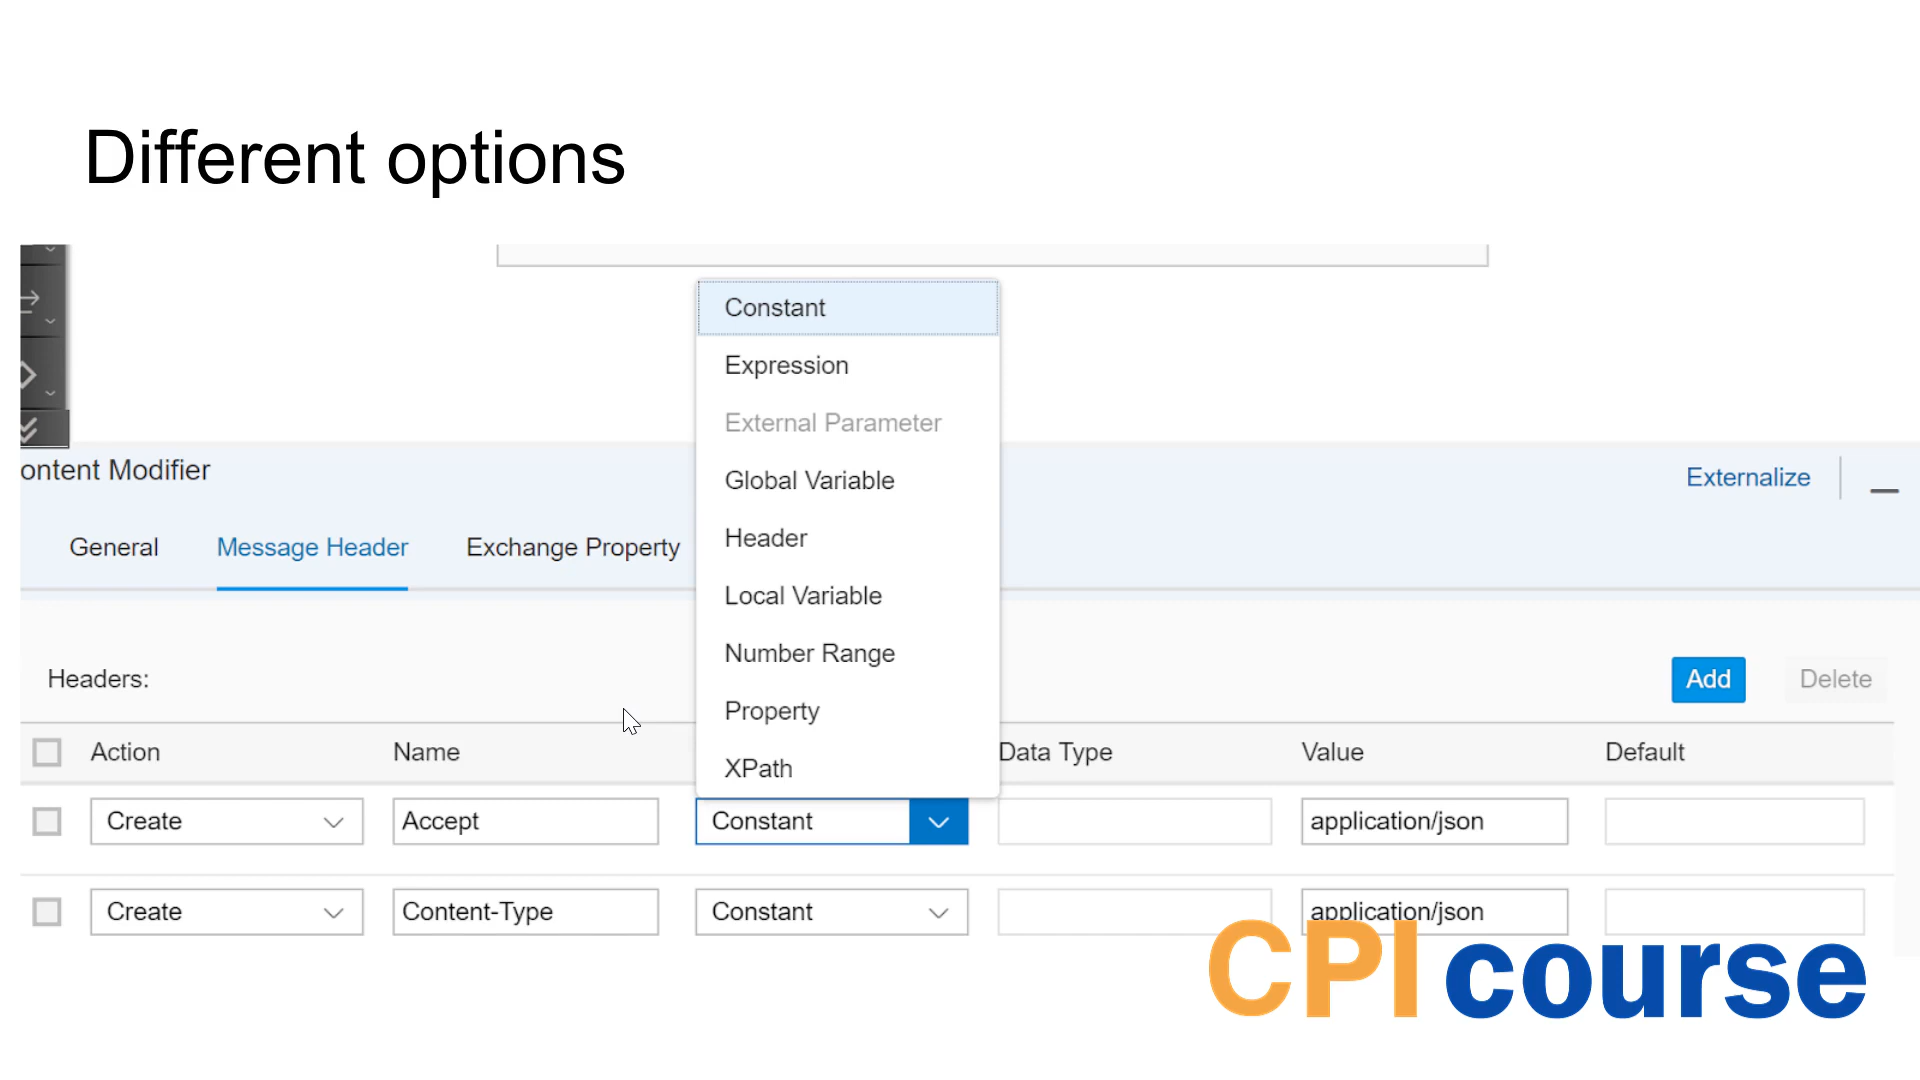 Different options
Constant
Expression
External Parameter
Global Variable
Header
Local Variable
Number Range
Property
XPath
ontent Modifier
Externalize
General Message Header Exchange Property
Headers:
Add Delete
Action Name Data Type Value Default
Create Accept Constant application/json
Create Content-Type Constant application/json
CPI course